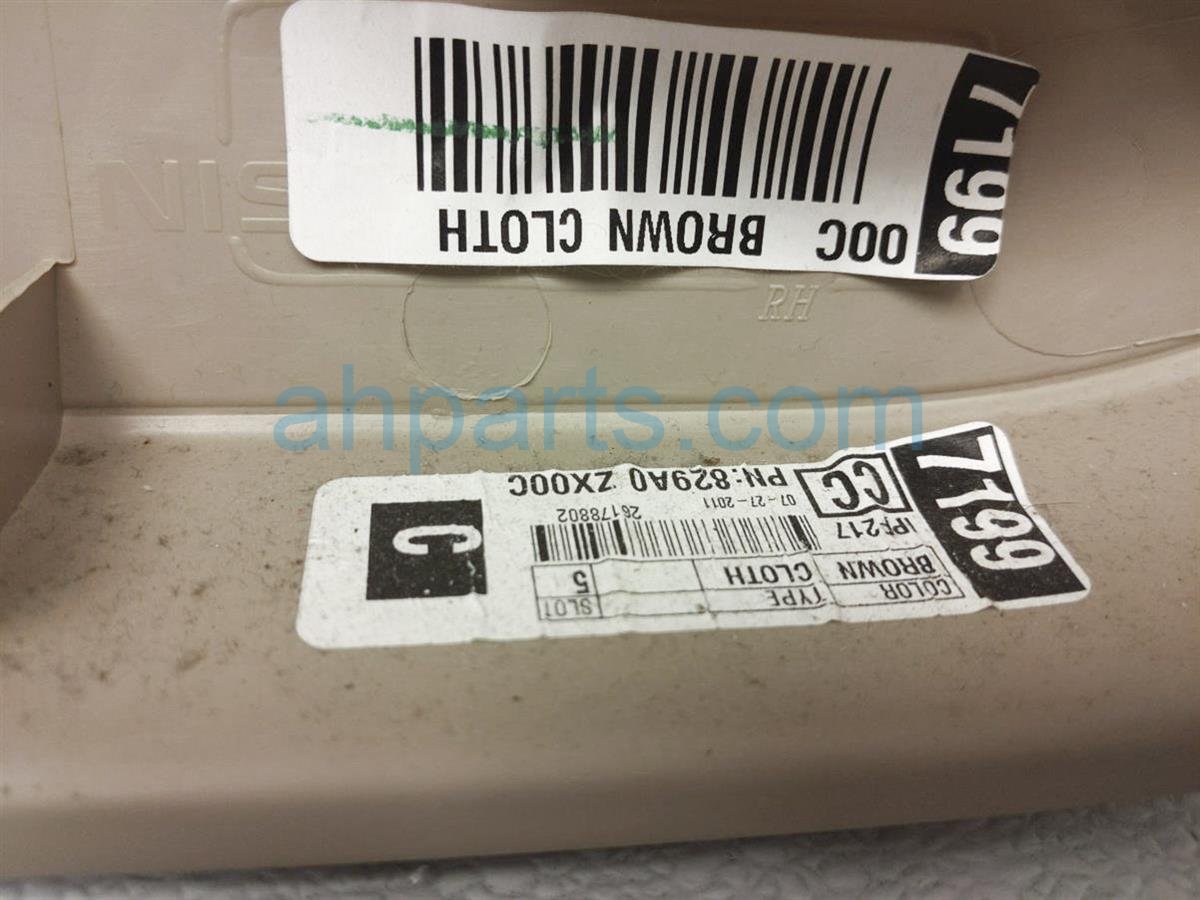 7199
00C BROWN CLOTH
NIS
RH
ahparts.com
7199
COLOR TYPE SLOT
BROWN CLOTH 5
IPF217
CC
07-27-2011 26178802
PN:829A0 ZX00C
C